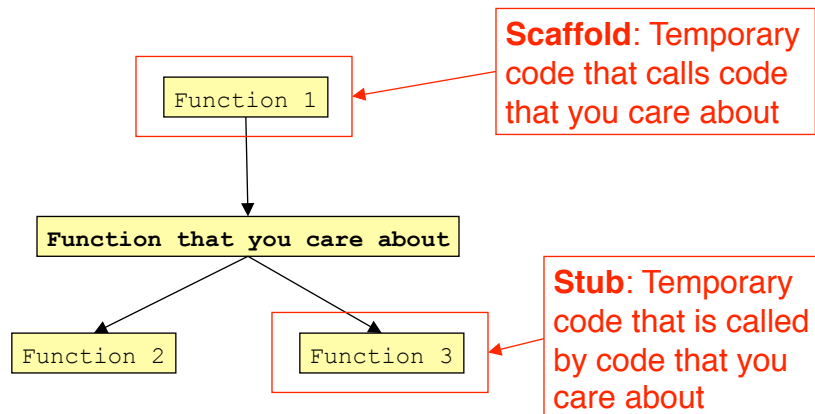 Scaffold: Temporary
code that calls code
that you care about
Function 1
Function that you care about
Stub: Temporary
code that is called
by code that you
care about
Function 2
Function 3